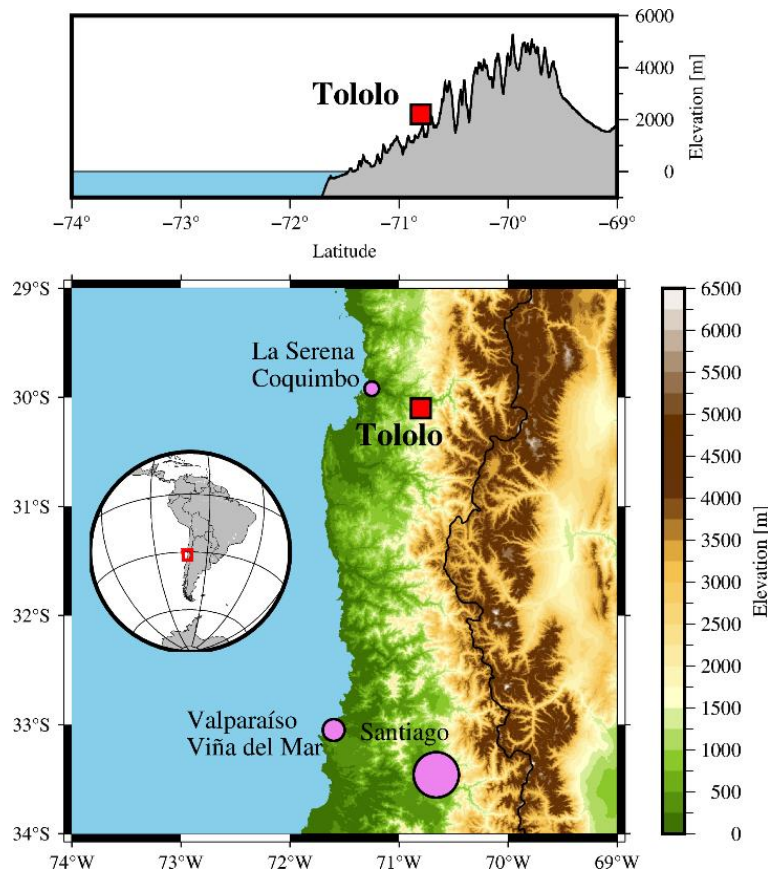 6000
4000
2000
0
Elevation [m]
Tololo
−74° −73° −72° −71° −70° −69°
Latitude
29°S
30°S
31°S
32°S
33°S
34°S
La Serena
Coquimbo
Tololo
Valparaíso
Viña del Mar
Santiago
74°W 73°W 72°W 71°W 70°W 69°W
6500
6000
5500
5000
4500
4000
3500
3000
2500
2000
1500
1000
500
0
Elevation [m]